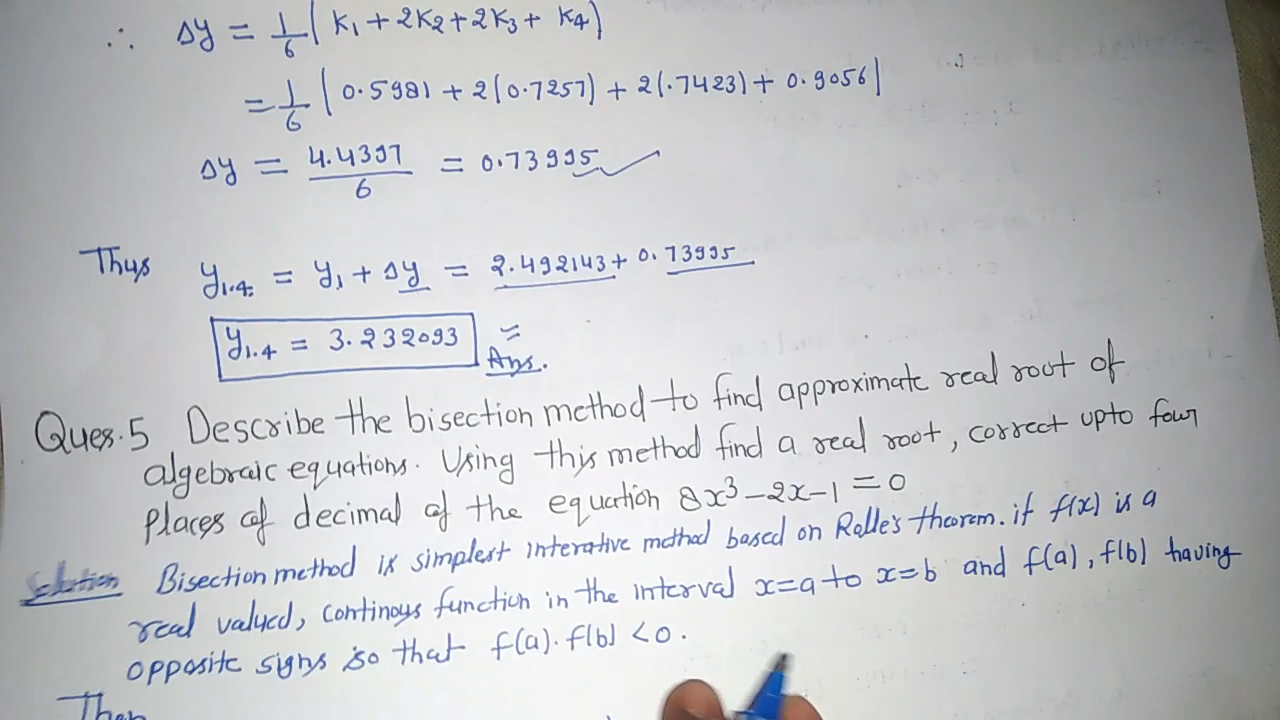 ∴ Δy = 1/6 ( K1 + 2K2 + 2K3 + K4 )
= 1/6 ( 0.5981 + 2(0.7257) + 2(.7423) + 0.9056 )
Δy = 4.4397/6 = 0.73995
Thus y1.4 = y1 + Δy = 2.492143 + 0.73995
y1.4 = 3.232093 Ans.
Ques.5 Describe the bisection method to find approximate real root of
algebraic equations. Using this method find a real root, correct upto four
Places of decimal of the equation 8x³-2x-1=0
Solution Bisection method is simplest interative method based on Rolle's theorem. if f(x) is a
real valued, continoys function in the interval x=a to x=b and f(a), f(b) having
opposite signs so that f(a).f(b) <0.
Then